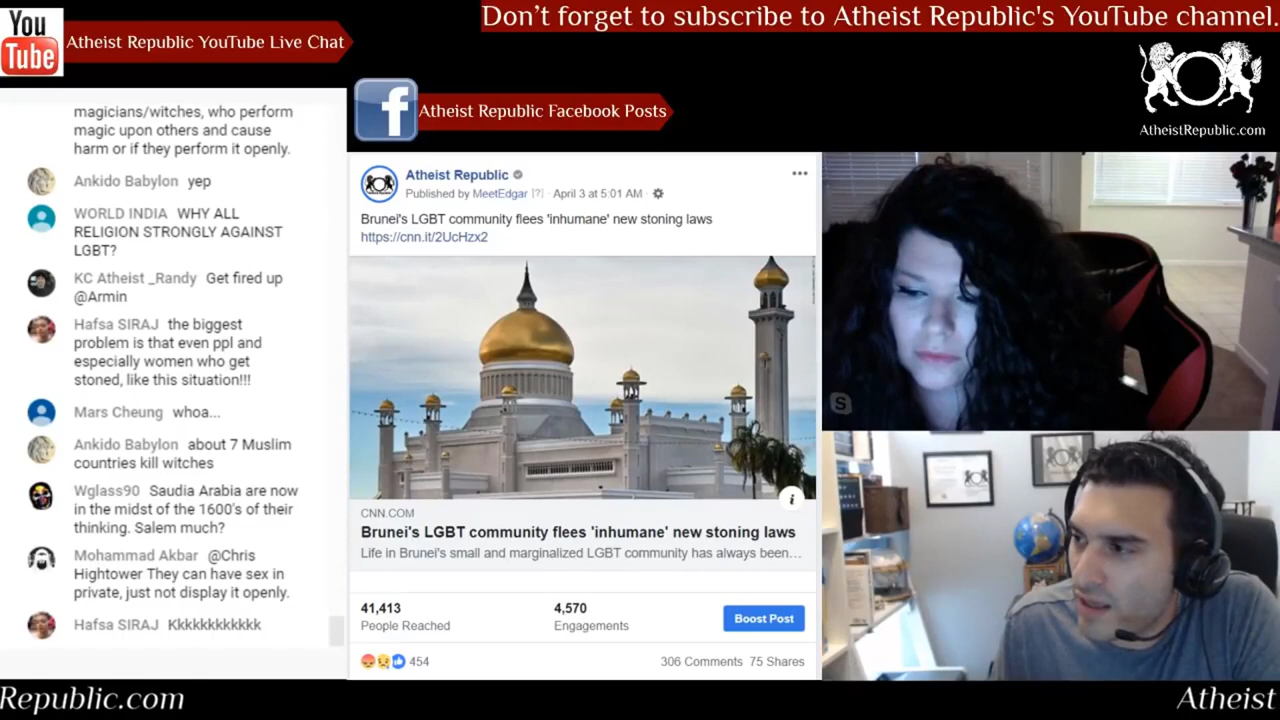 You
Tube
Atheist Republic YouTube Live Chat
Don't forget to subscribe to Atheist Republic's YouTube channel.
AtheistRepublic.com
f
Atheist Republic Facebook Posts
magicians/witches, who perform
magic upon others and cause
harm or if they perform it openly.
Ankido Babylon yep
WORLD INDIA WHY ALL
RELIGION STRONGLY AGAINST
LGBT?
KC Atheist _Randy Get fired up
@Armin
Hafsa SIRAJ the biggest
problem is that even ppl and
especially women who get
stoned, like this situation!!!
Mars Cheung whoa...
Ankido Babylon about 7 Muslim
countries kill witches
Wglass90 Saudia Arabia are now
in the midst of the 1600's of their
thinking. Salem much?
Mohammad Akbar @Chris
Hightower They can have sex in
private, just not display it openly.
Hafsa SIRAJ Kkkkkkkkkkk
Atheist Republic
Published by MeetEdgar [?] · April 3 at 5:01 AM ·
Brunei's LGBT community flees 'inhumane' new stoning laws
https://cnn.it/2UcHzx2
i
CNN.COM
Brunei's LGBT community flees 'inhumane' new stoning laws
Life in Brunei's small and marginalized LGBT community has always been...
41,413
People Reached
4,570
Engagements
Boost Post
454
306 Comments 75 Shares
S
Republic.com
Atheist